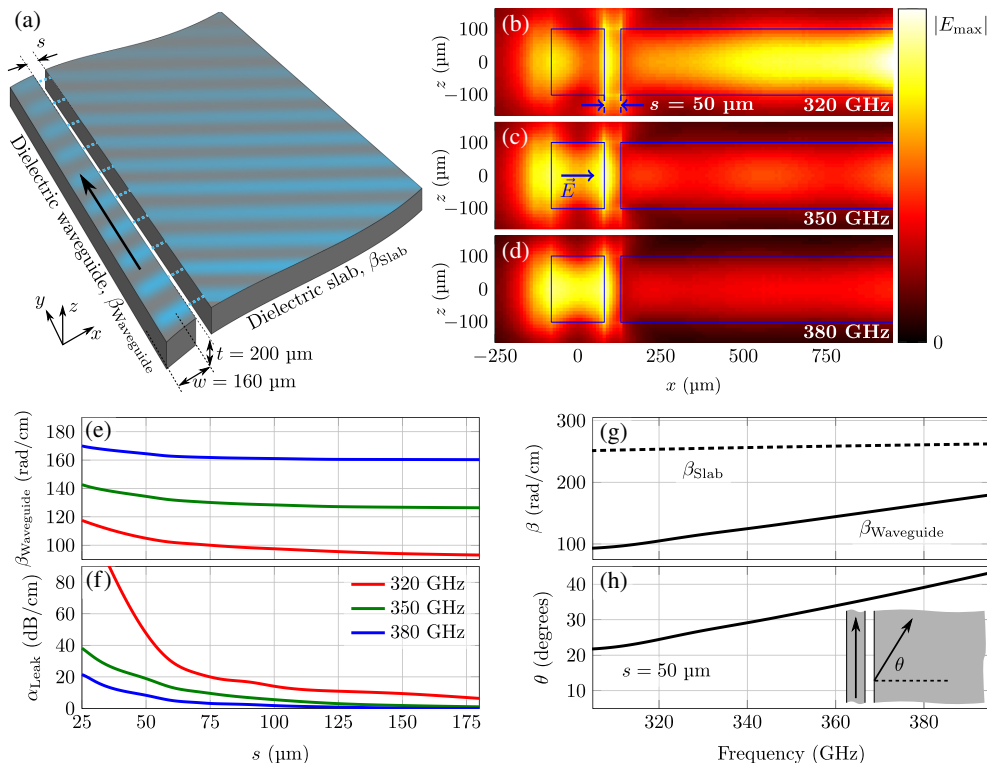 (a)
s
Dielectric waveguide, βWaveguide
Dielectric slab, βSlab
y
z
x
t = 200 µm
w = 160 µm
(b)
z (µm)
100
0
−100
s = 50 µm
320 GHz
(c)
z (µm)
100
0
−100
E⃗
350 GHz
(d)
z (µm)
100
0
−100
380 GHz
−250
0
250
500
750
x (µm)
|Emax|
0
(e)
βWaveguide (rad/cm)
180
160
140
120
100
(f)
αLeak (dB/cm)
80
60
40
20
0
320 GHz
350 GHz
380 GHz
25
50
75
100
125
150
180
s (µm)
(g)
β (rad/cm)
300
200
100
βSlab
βWaveguide
(h)
θ (degrees)
40
30
20
10
s = 50 µm
θ
320
340
360
380
Frequency (GHz)